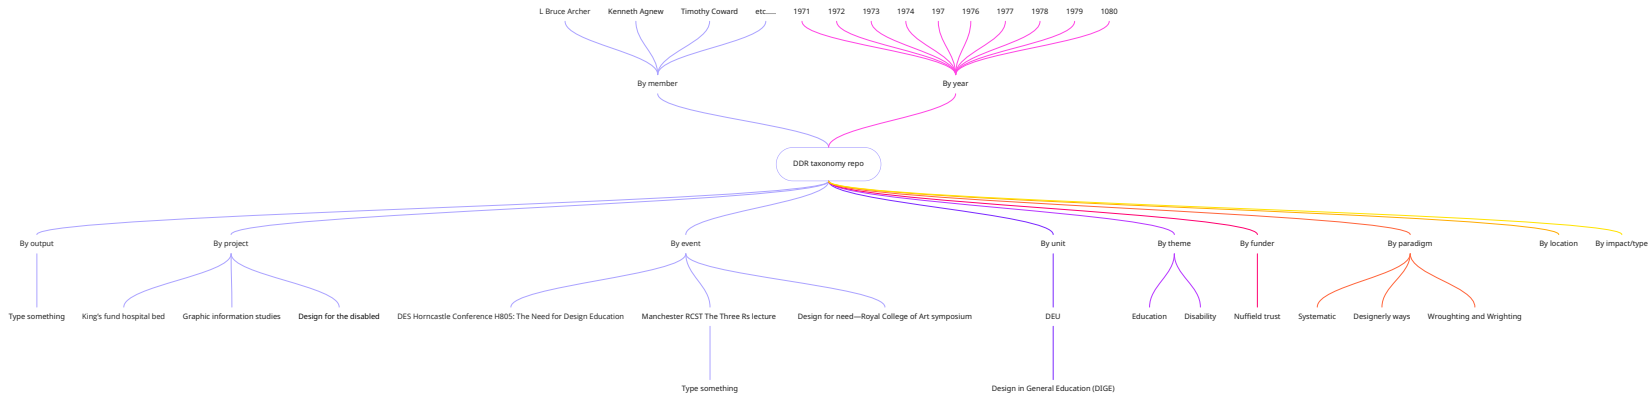 L Bruce Archer
Kenneth Agnew
Timothy Coward
etc.....
1971
1972
1973
1974
197
1976
1977
1978
1979
1080
By member
By year
DDR taxonomy repo
By output
By project
By event
By unit
By theme
By funder
By paradigm
By location
By impact/type
Type something
King's fund hospital bed
Graphic information studies
Design for the disabled
DES Horncastle Conference H805: The Need for Design Education
Manchester RCST The Three Rs lecture
Design for need—Royal College of Art symposium
DEU
Education
Disability
Nuffield trust
Systematic
Designerly ways
Wroughting and Wrighting
Type something
Design in General Education (DIGE)